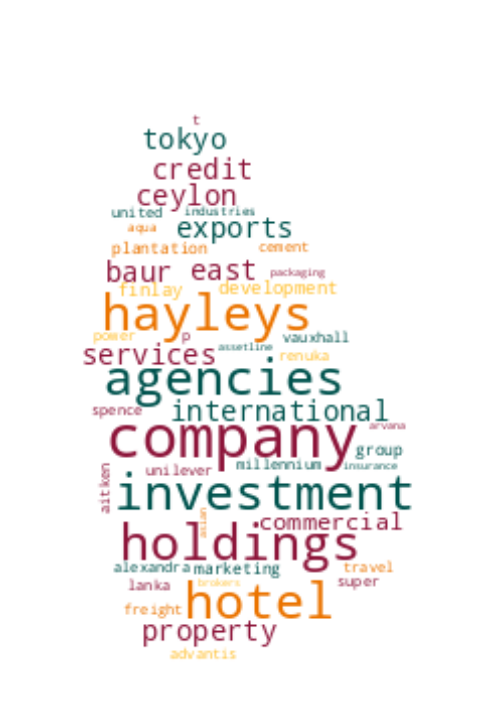 t
tokyo
credit
ceylon
united industries
aqua exports
plantation cement
baur east packaging
finlay development
hayleys
power p vauxhall
services assetline renuka
agencies
spence international
company arvana
group
aitken unilever millennium insurance
investment
asian commercial
holdings
alexandra marketing travel
lanka brokers super
freight hotel
property
advantis